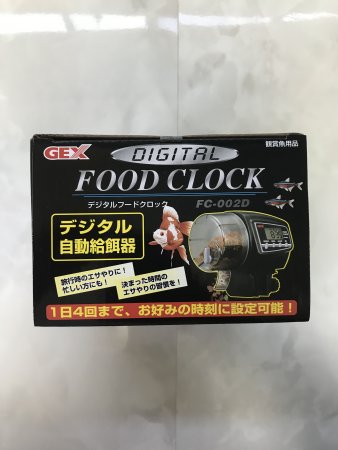 GEX
DIGITAL
観賞魚用品
FOOD CLOCK
デジタルフードクロック
FC-002D
デジタル
自動給餌器
旅行時のエサやりに!
忙しい方にも!
決まった時間の
エサやりの習慣を!
1日4回まで、お好みの時刻に設定可能!